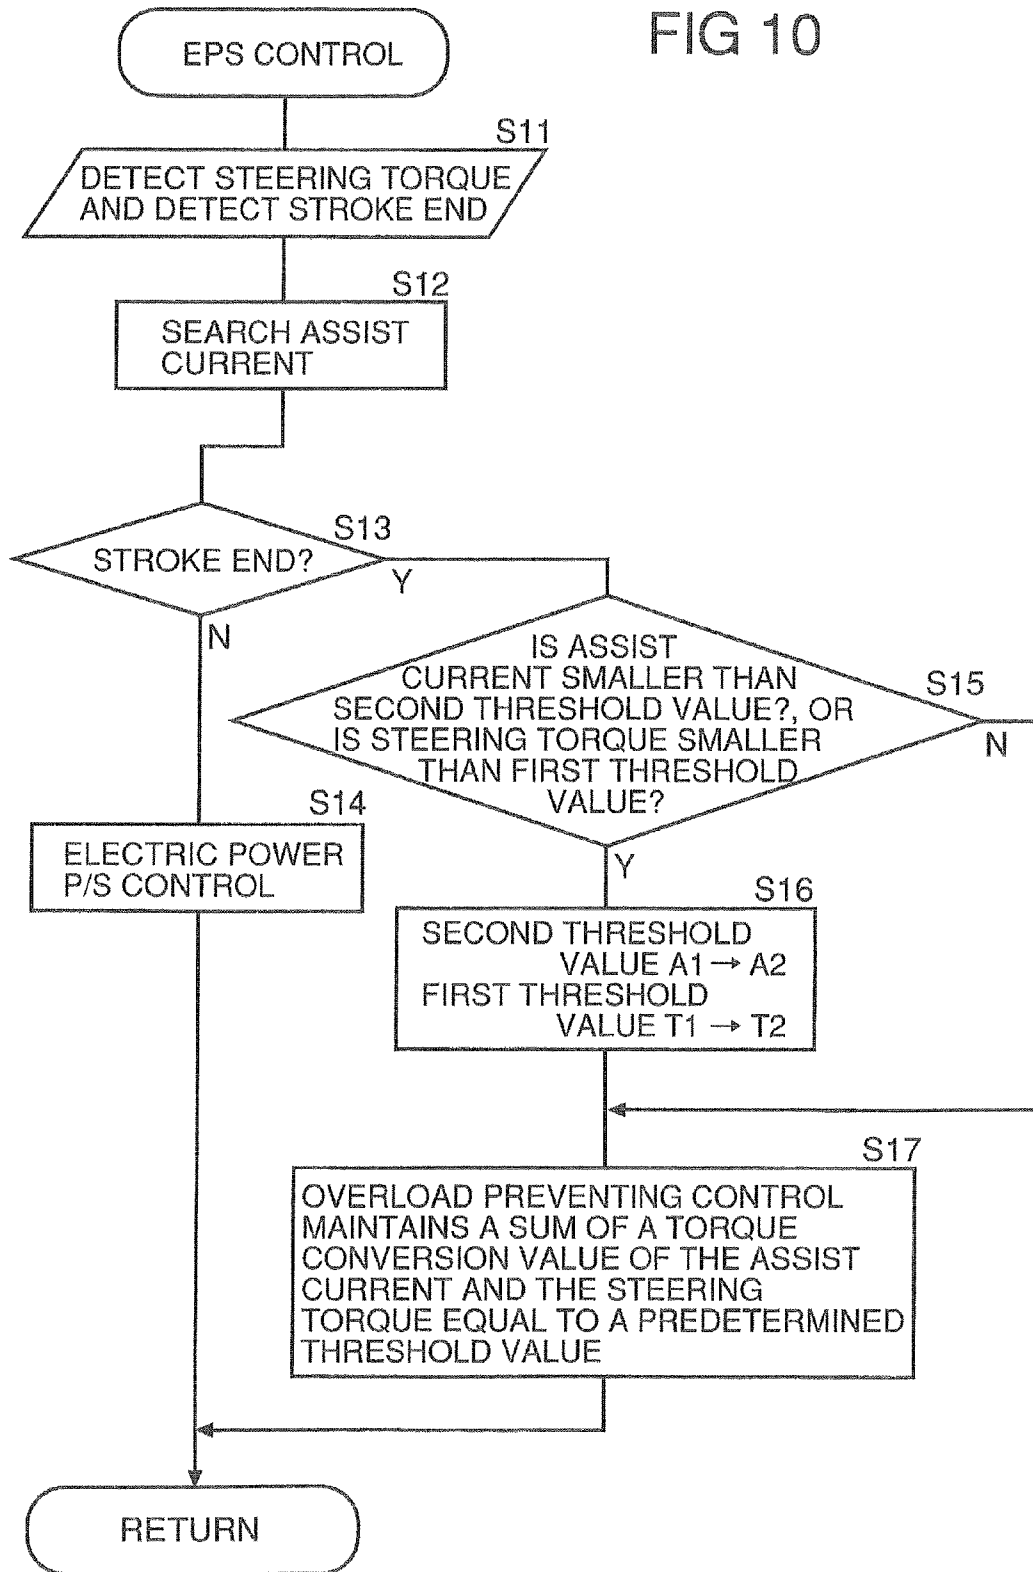 FIG 10
EPS CONTROL
S11
DETECT STEERING TORQUE
AND DETECT STROKE END
S12
SEARCH ASSIST
CURRENT
S13
STROKE END?
Y
N
IS ASSIST
CURRENT SMALLER THAN
SECOND THRESHOLD VALUE?, OR
IS STEERING TORQUE SMALLER
THAN FIRST THRESHOLD
VALUE?
S15
N
Y
S14
ELECTRIC POWER
P/S CONTROL
S16
SECOND THRESHOLD
VALUE A1 → A2
FIRST THRESHOLD
VALUE T1 → T2
S17
OVERLOAD PREVENTING CONTROL
MAINTAINS A SUM OF A TORQUE
CONVERSION VALUE OF THE ASSIST
CURRENT AND THE STEERING
TORQUE EQUAL TO A PREDETERMINED
THRESHOLD VALUE
RETURN